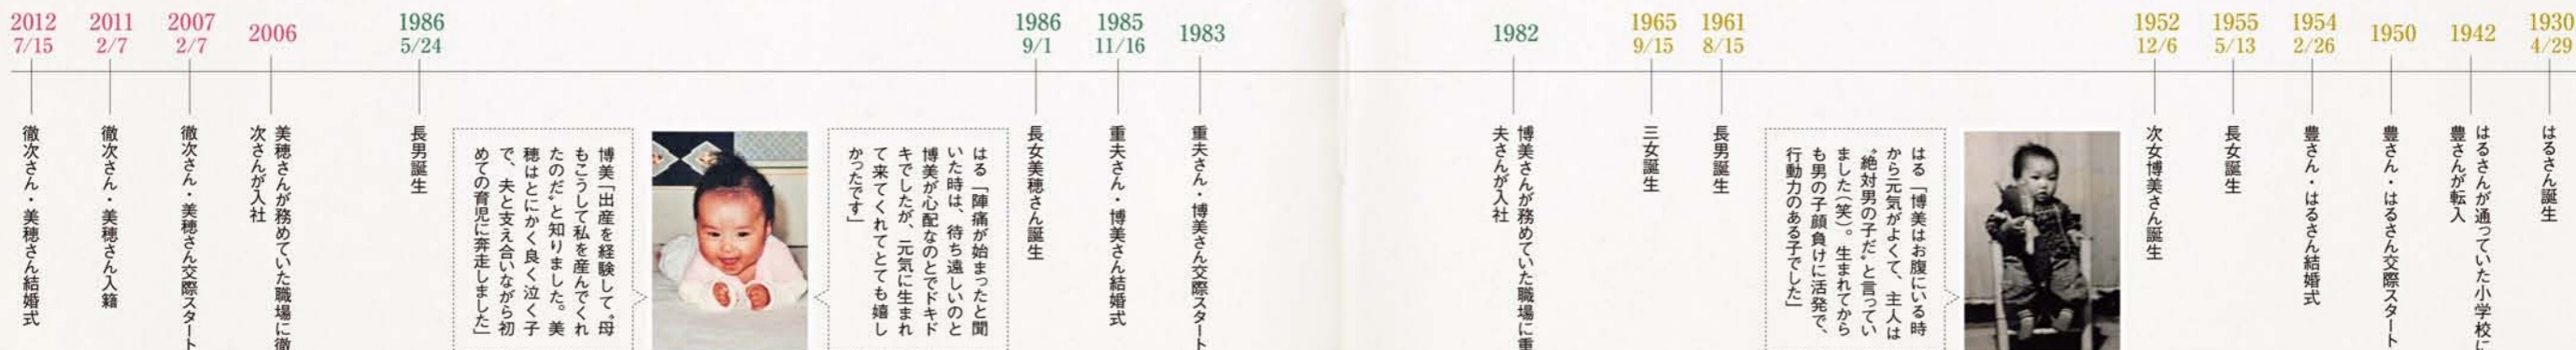 1930
4/29
はるさん誕生
1942
はるさんが通っていた小学校に
豊さんが転入
1950
豊さん・はるさん交際スタート
1954
2/26
豊さん・はるさん結婚式
1955
5/13
長女誕生
1952
12/6
次女博美さん誕生
はる「博美はお腹にいる時
から元気がよくて、主人は
〝絶対男の子だ〟と言ってい
ました（笑）。生まれてから
も男の子顔負けに活発で、
行動力のある子でした」
1961
8/15
長男誕生
1965
9/15
三女誕生
1982
博美さんが務めていた職場に重
夫さんが入社
1983
重夫さん・博美さん交際スタート
1985
11/16
重夫さん・博美さん結婚式
1986
9/1
長女美穂さん誕生
はる「陣痛が始まったと聞
いた時は、待ち遠しいのと
博美が心配なのとでドキド
キでしたが、元気に生まれ
て来てくれてとても嬉し
かったです」
博美「出産を経験して〝母
もこうして私を産んでくれ
たのだ〟と知りました。美
穂はとにかく良く泣く子
で、夫と支え合いながら初
めての育児に奔走しました」
1986
5/24
長男誕生
2006
美穂さんが務めていた職場に徹
次さんが入社
2007
2/7
徹次さん・美穂さん交際スタート
2011
2/7
徹次さん・美穂さん入籍
2012
7/15
徹次さん・美穂さん結婚式